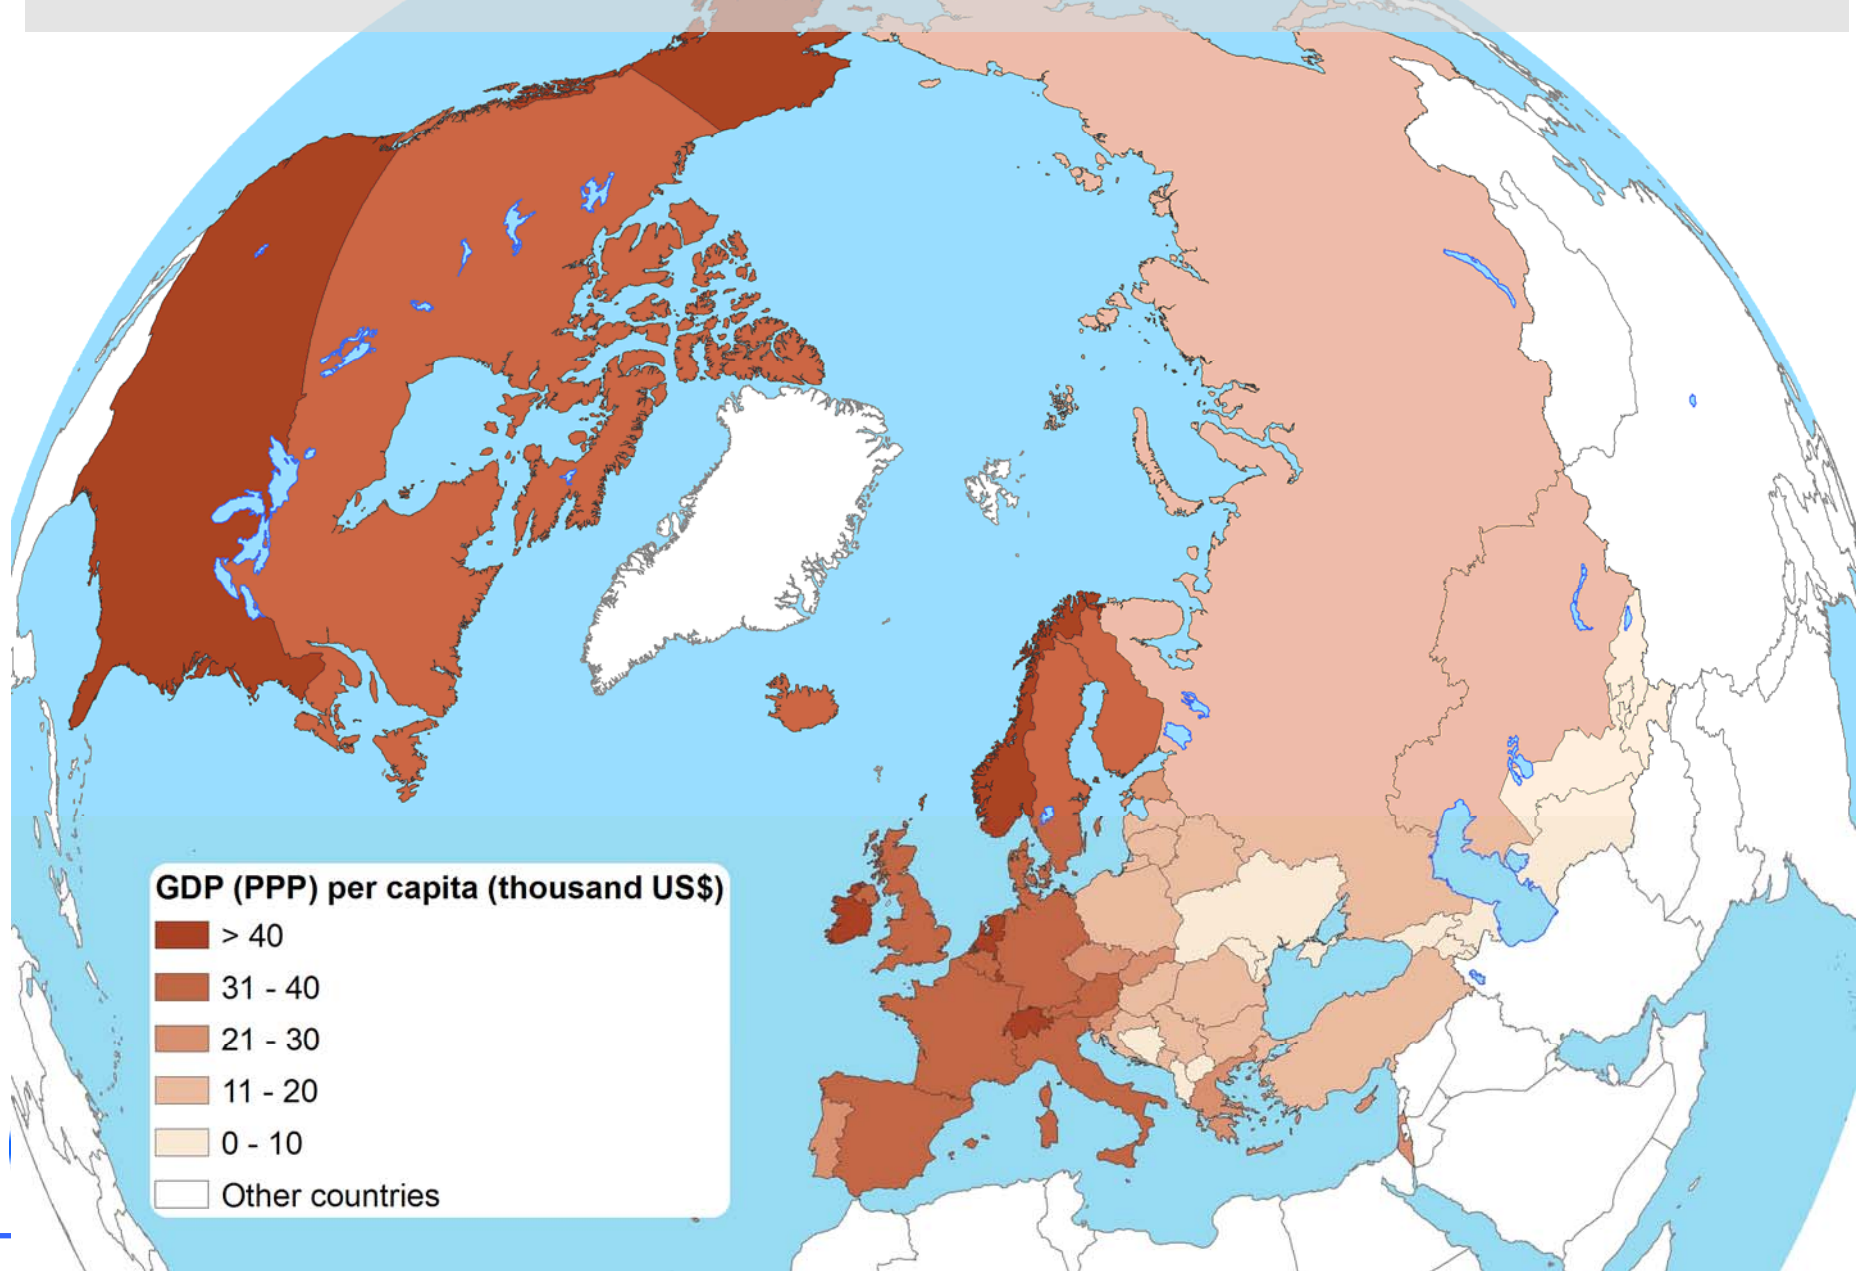 GDP (PPP) per capita (thousand US$)
> 40
31 - 40
21 - 30
11 - 20
0 - 10
Other countries